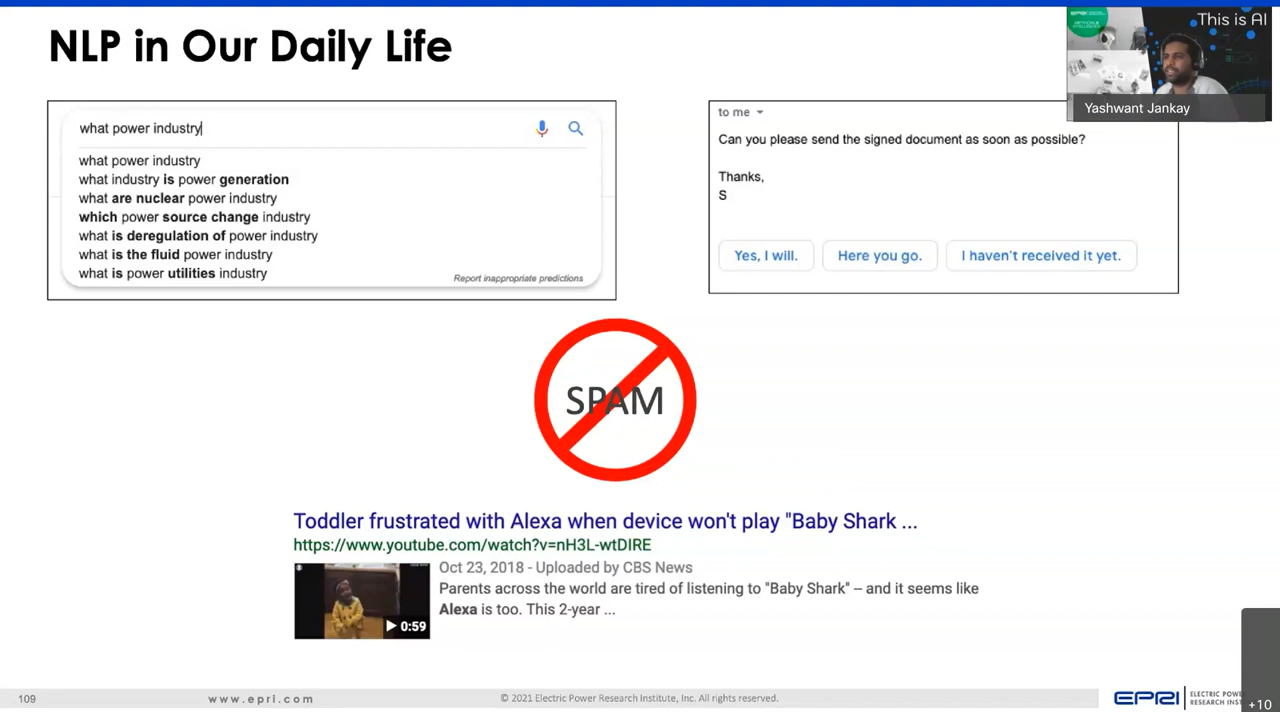 NLP in Our Daily Life
This is AI
Yashwant Jankay
what power industry
what power industry
what industry is power generation
what are nuclear power industry
which power source change industry
what is deregulation of power industry
what is the fluid power industry
what is power utilities industry
Report inappropriate predictions
to me
Can you please send the signed document as soon as possible?
Thanks,
S
Yes, I will.
Here you go.
I haven't received it yet.
SPAM
Toddler frustrated with Alexa when device won't play "Baby Shark ...
https://www.youtube.com/watch?v=nH3L-wtDIRE
Oct 23, 2018 - Uploaded by CBS News
Parents across the world are tired of listening to "Baby Shark" – and it seems like
Alexa is too. This 2-year ...
0:59
109
www.epri.com
© 2021 Electric Power Research Institute, Inc. All rights reserved.
EPRI
ELECTRIC POWE
RESEARCH INST
+10